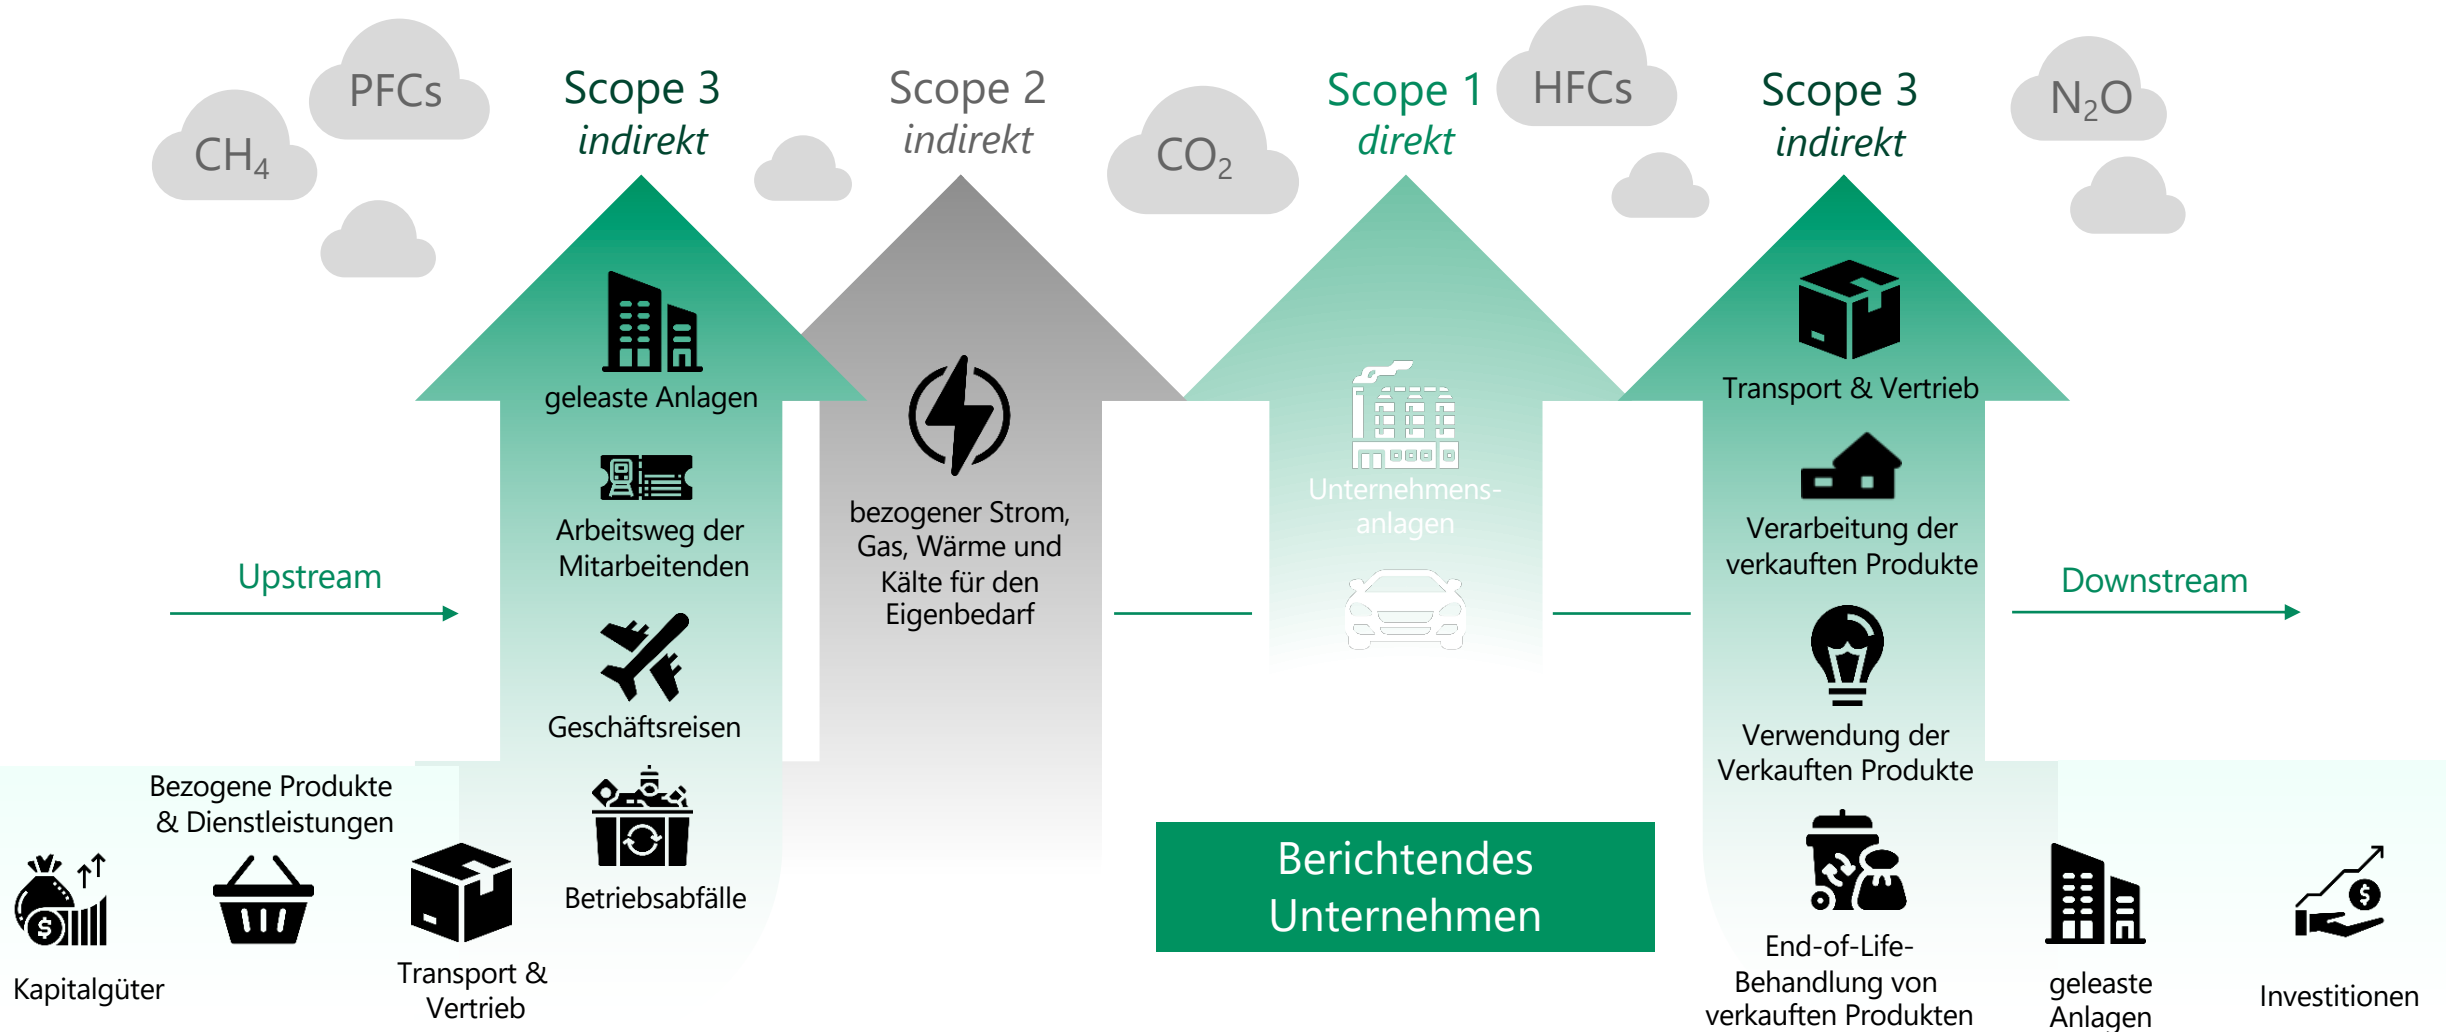 CH₄
PFCs
Scope 3
indirekt
Scope 2
indirekt
CO₂
Scope 1
direkt
HFCs
Scope 3
indirekt
N₂O
Upstream
geleaste Anlagen
Arbeitsweg der
Mitarbeitenden
Geschäftsreisen
Betriebsabfälle
Bezogene Produkte
& Dienstleistungen
Kapitalgüter
Transport &
Vertrieb
bezogener Strom,
Gas, Wärme und
Kälte für den
Eigenbedarf
Unternehmens-
anlagen
Berichtendes
Unternehmen
Transport & Vertrieb
Verarbeitung der
verkauften Produkte
Verwendung der
Verkauften Produkte
End-of-Life-
Behandlung von
verkauften Produkten
Downstream
geleaste
Anlagen
Investitionen